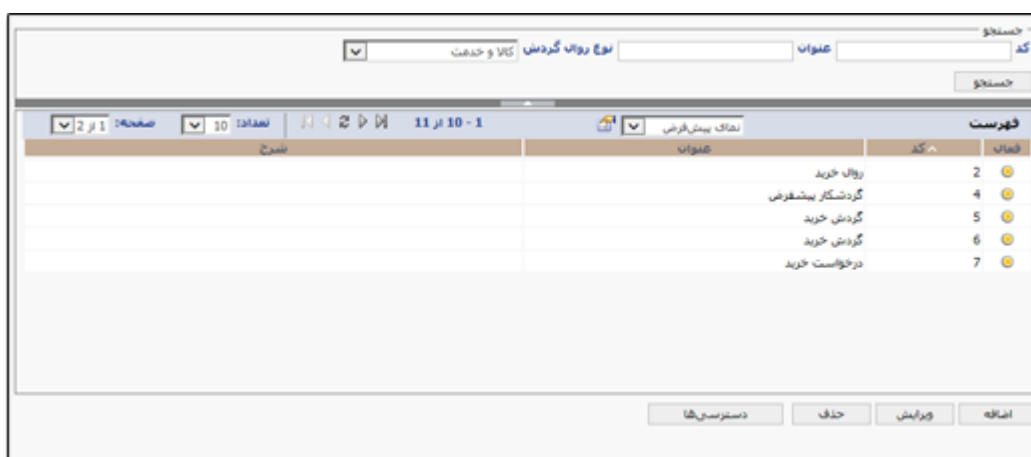 جستجو
کد عنوان نوع روال گردش کالا و خدمت
جستجو
فهرست نمای پیش‌فرض 1 - 10 از 11 تعداد: 10 صفحه: 1 از 2
فعال کد عنوان شرح
2 روال خرید
4 گردشکار پیشفرض
5 گردش خرید
6 گردش خرید
7 درخواست خرید
اضافه ویرایش حذف دسترسی‌ها